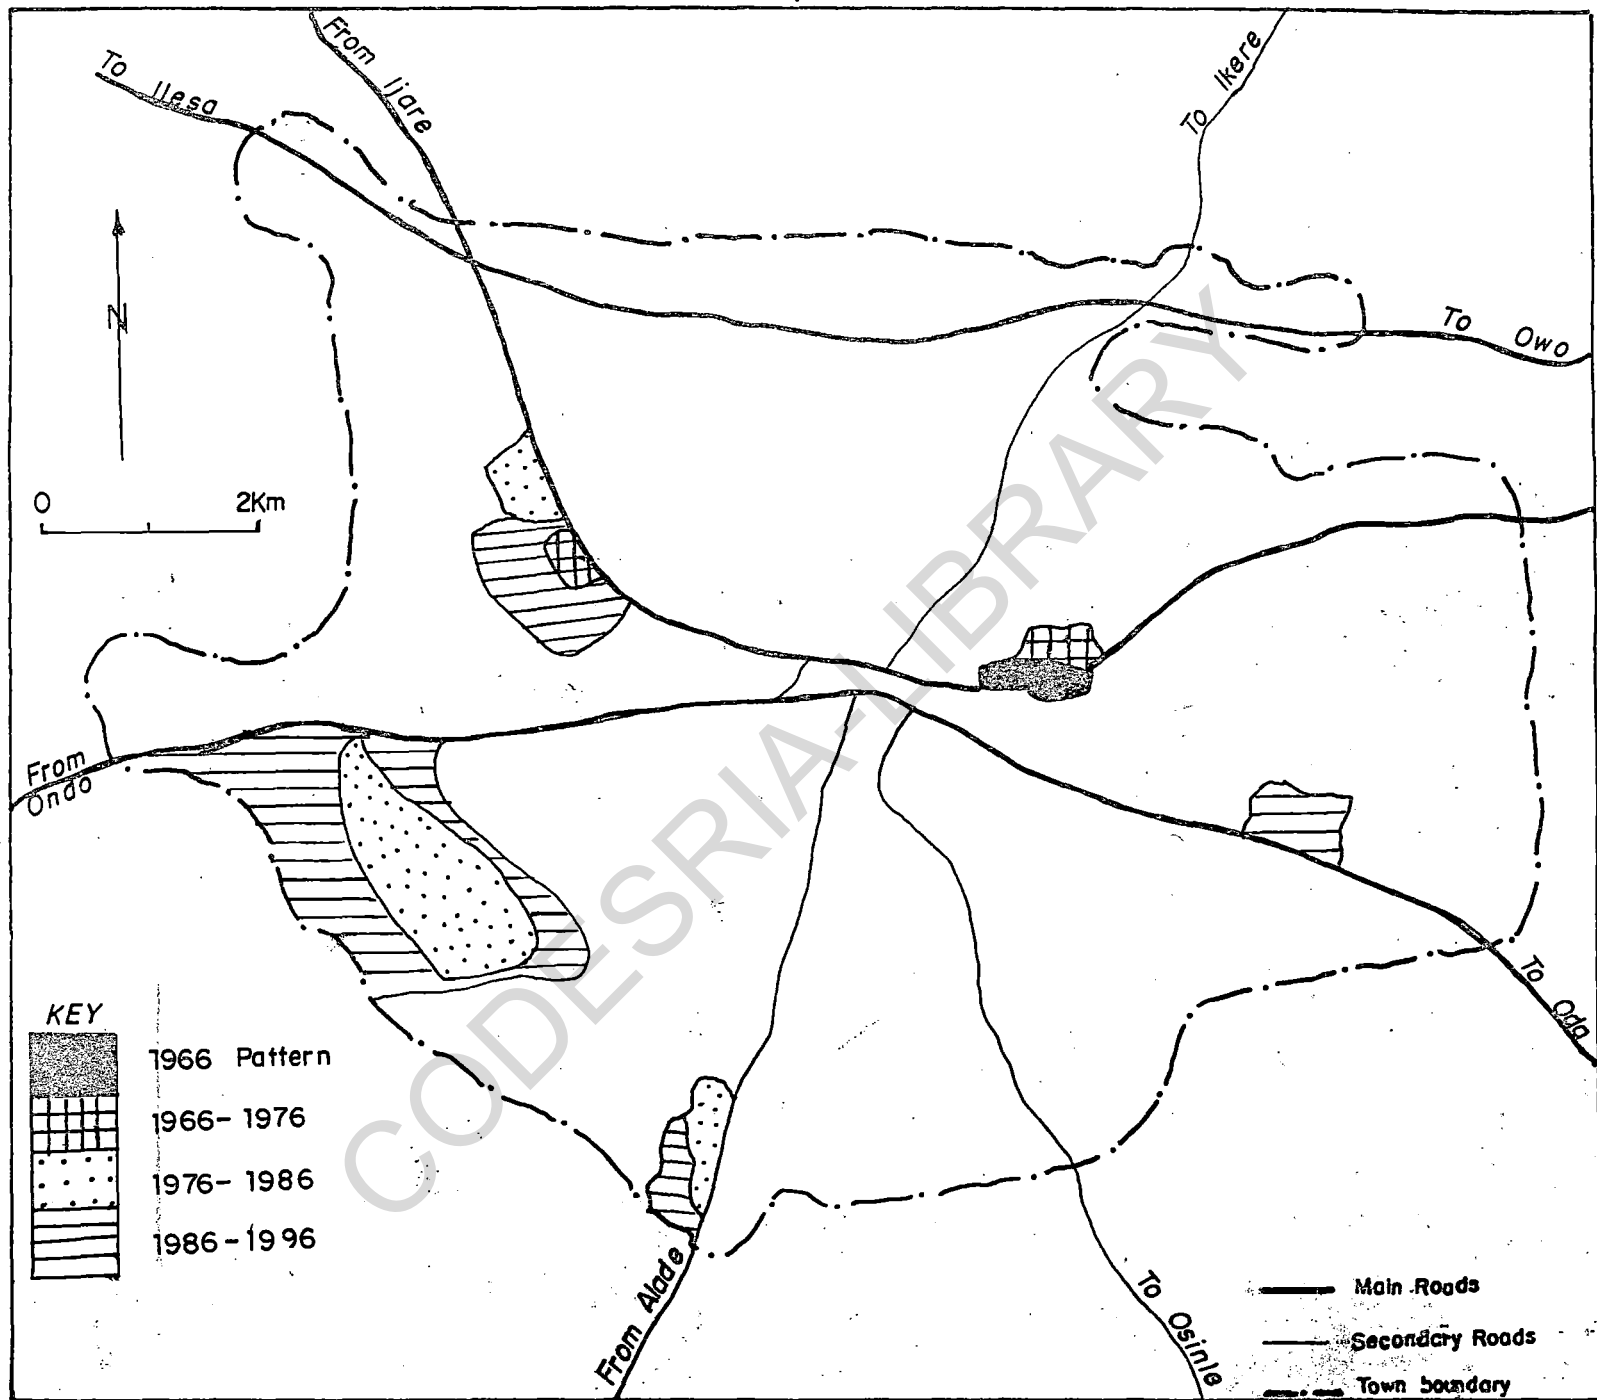 From Ijare
To Ilesa
To Ikere
N
To Owo
0 2Km
CODESRIA-LIBRARY
From
Ondo
To Oda
KEY
1966 Pattern
1966-1976
1976-1986
1986-1996
From Alade
To Osinle
Main Roads
Secondary Roads
Town boundary